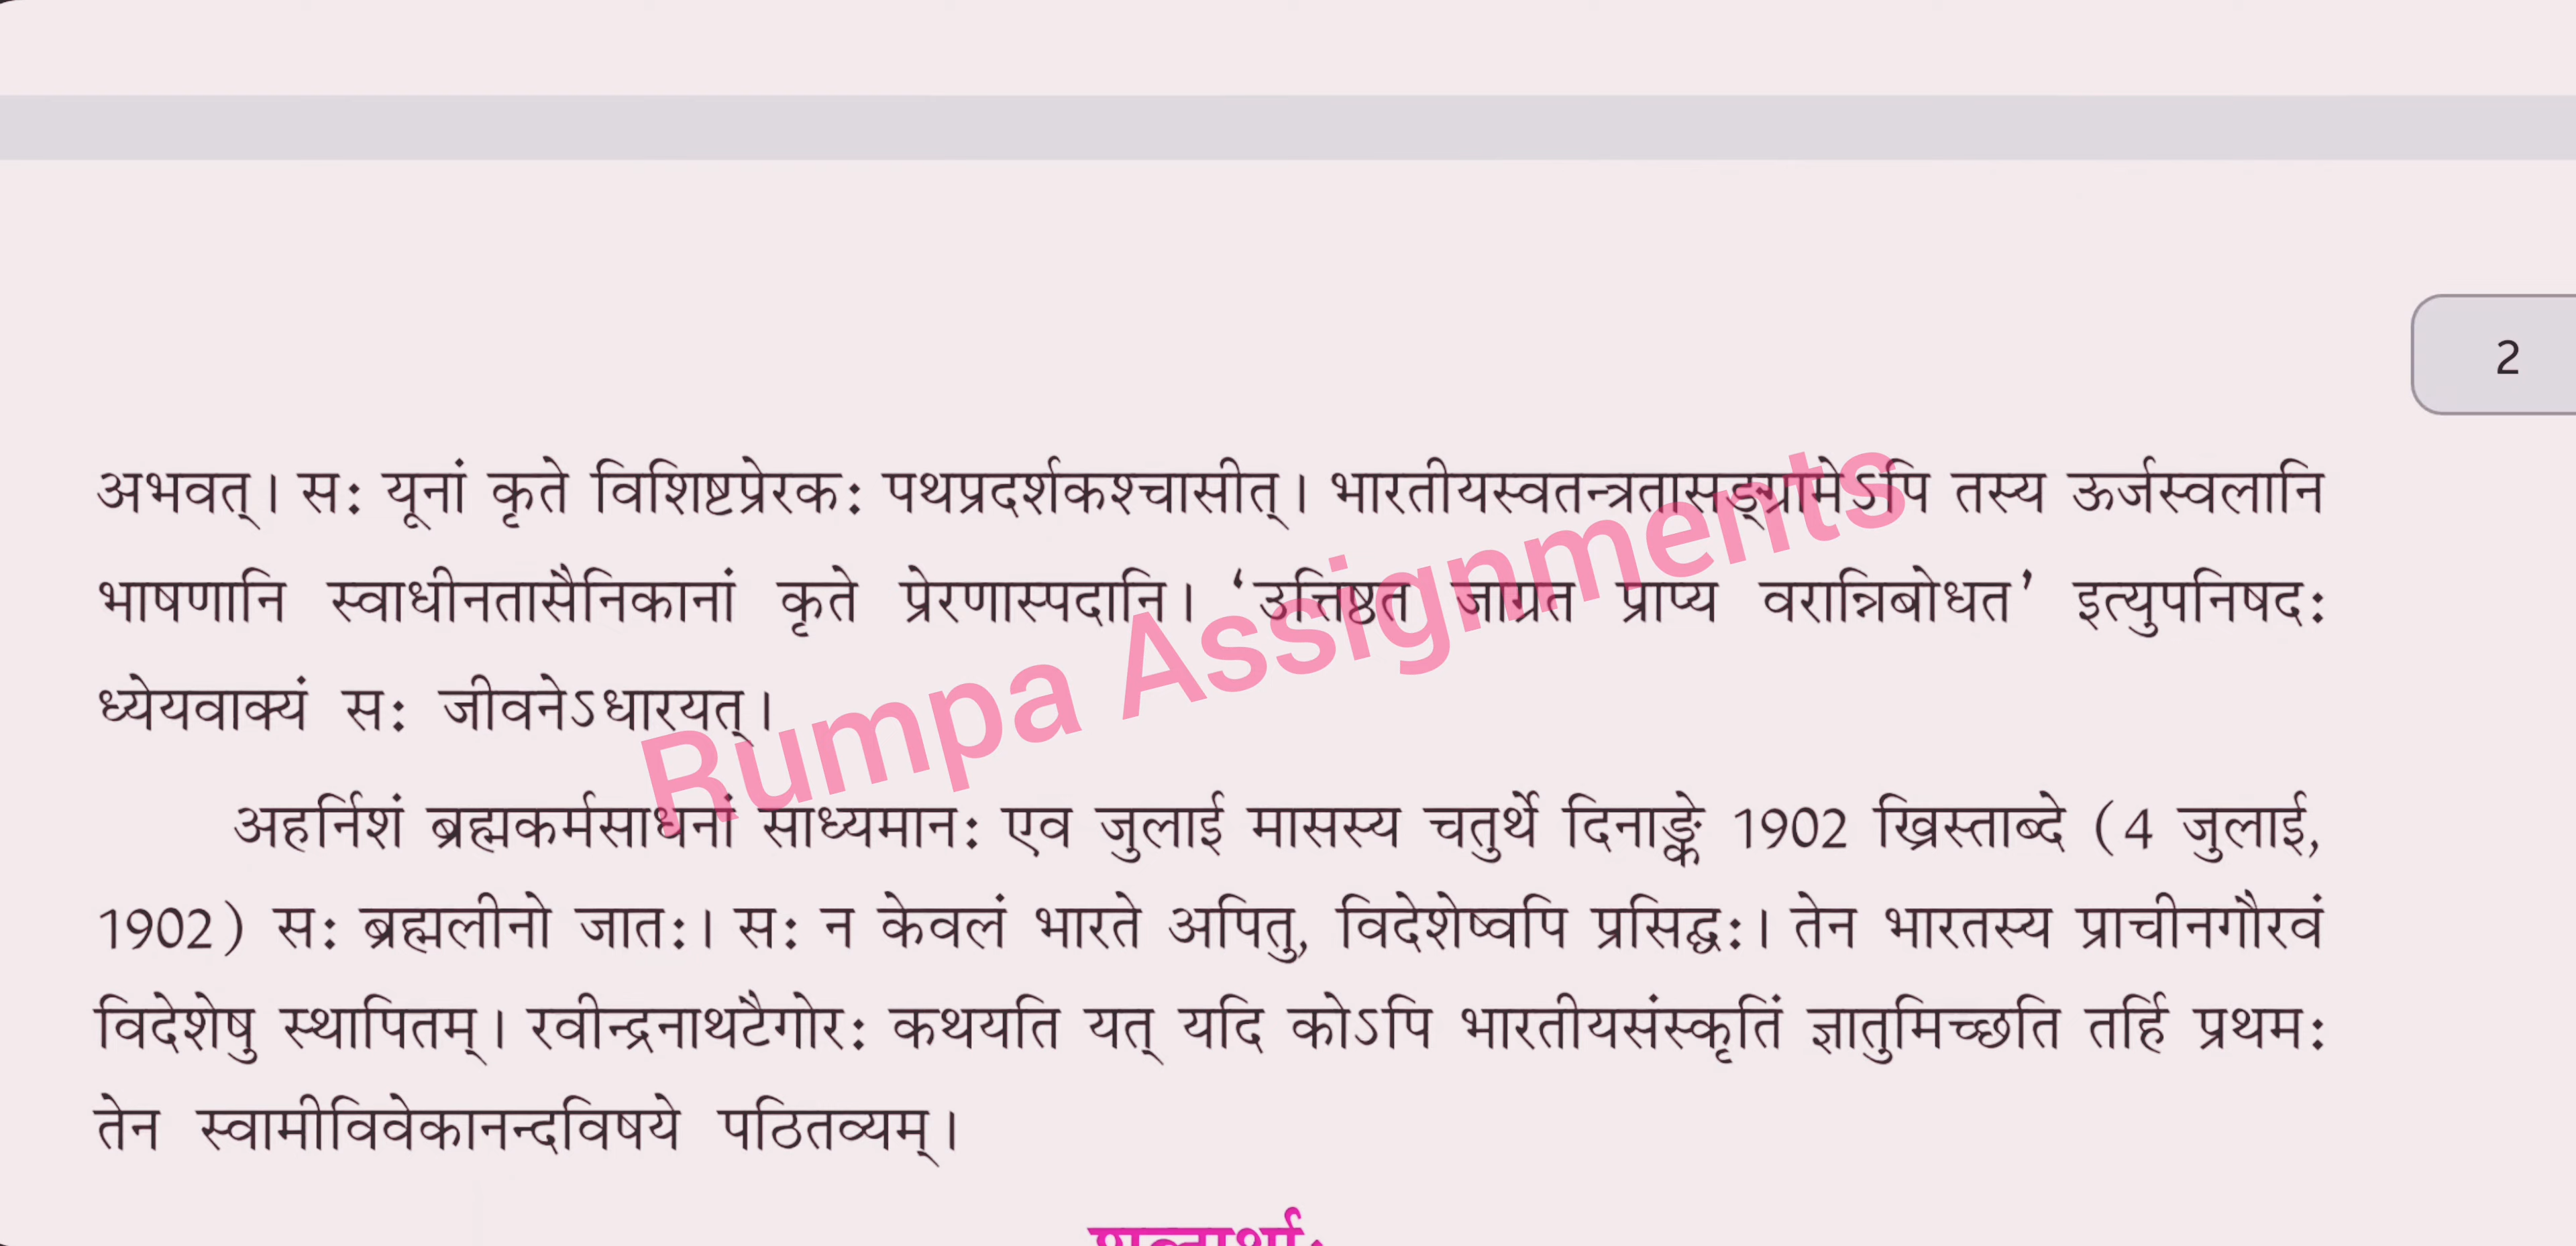 2
अभवत्। सः यूनां कृते विशिष्टप्रेरकः पथप्रदर्शकश्चासीत्। भारतीयस्वतन्त्रतासङ्ग्रामेऽपि तस्य ऊर्जस्वलानि
भाषणानि स्वाधीनतासैनिकानां कृते प्रेरणास्पदानि। ‘उत्तिष्ठत जाग्रत प्राप्य वरान्निबोधत’ इत्युपनिषदः
ध्येयवाक्यं सः जीवनेऽधारयत्।
Rumpa Assignments
अहर्निशं ब्रह्मकर्मसाधनां साध्यमानः एव जुलाई मासस्य चतुर्थे दिनाङ्के 1902 ख्रिस्ताब्दे (4 जुलाई,
1902) सः ब्रह्मलीनो जातः। सः न केवलं भारते अपितु, विदेशेष्वपि प्रसिद्धः। तेन भारतस्य प्राचीनगौरवं
विदेशेषु स्थापितम्। रवीन्द्रनाथटैगोरः कथयति यत् यदि कोऽपि भारतीयसंस्कृतिं ज्ञातुमिच्छति तर्हि प्रथमः
तेन स्वामीविवेकानन्दविषये पठितव्यम्।